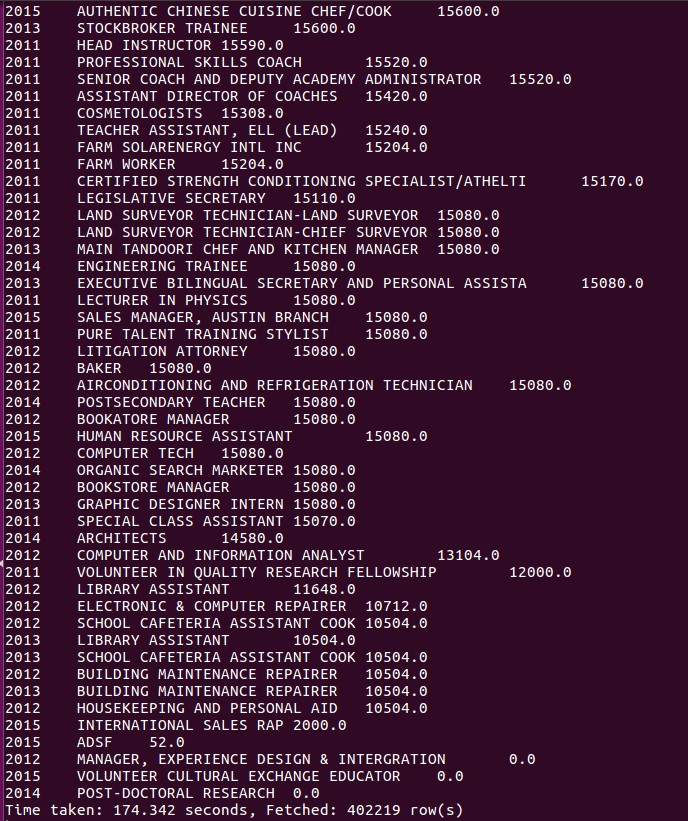 2015 AUTHENTIC CHINESE CUISINE CHEF/COOK 15600.0
2013 STOCKBROKER TRAINEE 15600.0
2011 HEAD INSTRUCTOR 15590.0
2011 PROFESSIONAL SKILLS COACH 15520.0
2011 SENIOR COACH AND DEPUTY ACADEMY ADMINISTRATOR 15520.0
2011 ASSISTANT DIRECTOR OF COACHES 15420.0
2011 COSMETOLOGISTS 15308.0
2011 TEACHER ASSISTANT, ELL (LEAD) 15240.0
2011 FARM SOLARENERGY INTL INC 15204.0
2011 FARM WORKER 15204.0
2011 CERTIFIED STRENGTH CONDITIONING SPECIALIST/ATHELTI 15170.0
2011 LEGISLATIVE SECRETARY 15110.0
2012 LAND SURVEYOR TECHNICIAN-LAND SURVEYOR 15080.0
2012 LAND SURVEYOR TECHNICIAN-CHIEF SURVEYOR 15080.0
2013 MAIN TANDOORI CHEF AND KITCHEN MANAGER 15080.0
2014 ENGINEERING TRAINEE 15080.0
2013 EXECUTIVE BILINGUAL SECRETARY AND PERSONAL ASSISTA 15080.0
2011 LECTURER IN PHYSICS 15080.0
2015 SALES MANAGER, AUSTIN BRANCH 15080.0
2011 PURE TALENT TRAINING STYLIST 15080.0
2012 LITIGATION ATTORNEY 15080.0
2012 BAKER 15080.0
2012 AIRCONDITIONING AND REFRIGERATION TECHNICIAN 15080.0
2014 POSTSECONDARY TEACHER 15080.0
2012 BOOKATORE MANAGER 15080.0
2015 HUMAN RESOURCE ASSISTANT 15080.0
2012 COMPUTER TECH 15080.0
2014 ORGANIC SEARCH MARKETER 15080.0
2012 BOOKSTORE MANAGER 15080.0
2013 GRAPHIC DESIGNER INTERN 15080.0
2011 SPECIAL CLASS ASSISTANT 15070.0
2014 ARCHITECTS 14580.0
2012 COMPUTER AND INFORMATION ANALYST 13104.0
2011 VOLUNTEER IN QUALITY RESEARCH FELLOWSHIP 12000.0
2012 LIBRARY ASSISTANT 11648.0
2012 ELECTRONIC & COMPUTER REPAIRER 10712.0
2012 SCHOOL CAFETERIA ASSISTANT COOK 10504.0
2013 LIBRARY ASSISTANT 10504.0
2013 SCHOOL CAFETERIA ASSISTANT COOK 10504.0
2012 BUILDING MAINTENANCE REPAIRER 10504.0
2013 BUILDING MAINTENANCE REPAIRER 10504.0
2012 HOUSEKEEPING AND PERSONAL AID 10504.0
2015 INTERNATIONAL SALES RAP 2000.0
2015 ADSF 52.0
2012 MANAGER, EXPERIENCE DESIGN & INTERGRATION 0.0
2015 VOLUNTEER CULTURAL EXCHANGE EDUCATOR 0.0
2014 POST-DOCTORAL RESEARCH 0.0
Time taken: 174.342 seconds, Fetched: 402219 row(s)